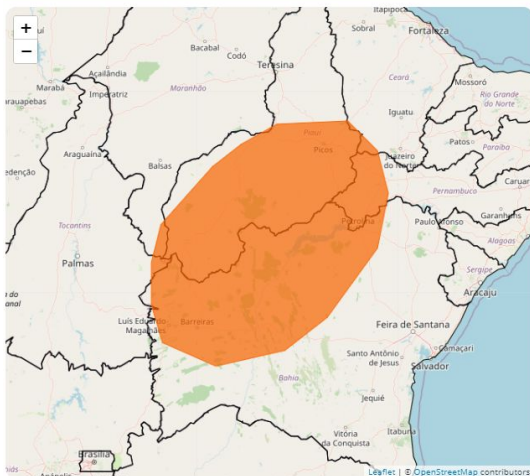 +
−
Itapipoca
Sobral
Fortaleza
Bacabal
Codó
Teresina
Açailândia
Marabá
Imperatriz
Maranhão
Ceará
Mossoró
Rio Grande
do Norte
Iguatu
Piauí
Picos
Patos
Paraíba
Araguaína
Balsas
Juazeiro
do Norte
Caruar
Pernambuco
Garanhuns
Tocantins
Petrolina
Paulo Afonso
Alagoas
Palmas
Sergipe
Aracaju
Luís Eduardo
Magalhães
Barreiras
Feira de Santana
Camaçari
Santo Antônio
de Jesus
Salvador
Bahia
Jequié
Vitória
da Conquista
Itabuna
Brasília
Leaflet | © OpenStreetMap contributors